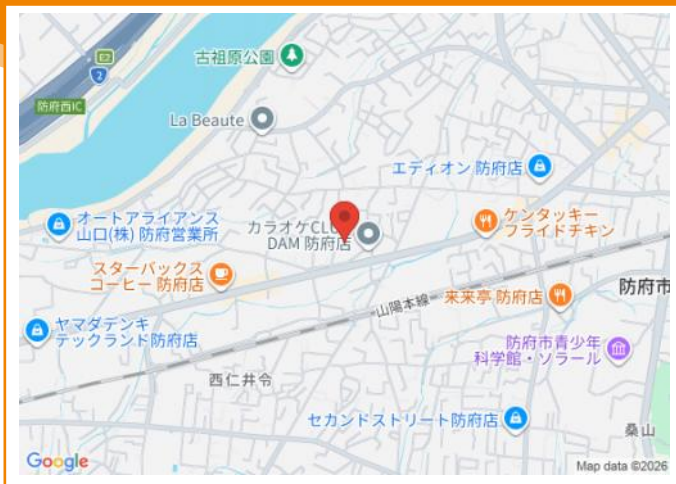 古祖原公園
E2
2
防府西IC
La Beaute
エディオン 防府店
オートアライアンス
山口(株) 防府営業所
カラオケCLUB
DAM 防府店
ケンタッキー
フライドチキン
スターバックス
コーヒー 防府店
山陽本線
来来亭 防府店
防府市
ヤマダデンキ
テックランド防府店
防府市青少年
科学館・ソラール
西仁井令
セカンドストリート防府店
桑山
Google
Map data ©2026